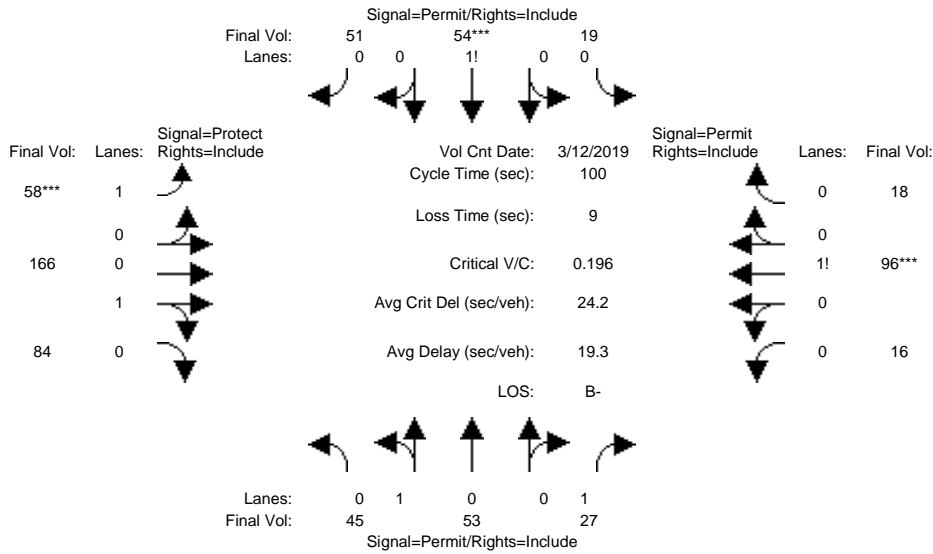 Signal=Permit/Rights=Include
Final Vol: 51 54*** 19
Lanes: 0 0 1! 0 0
Signal=Protect Signal=Permit
Final Vol: Lanes: Rights=Include Vol Cnt Date: 3/12/2019 Rights=Include Lanes: Final Vol:
Cycle Time (sec): 100
58*** 1 0 18
Loss Time (sec): 9
0 0
166 0 Critical V/C: 0.196 1! 96***
1 Avg Crit Del (sec/veh): 24.2 0
84 0 Avg Delay (sec/veh): 19.3 0 16
LOS: B-
Lanes: 0 1 0 0 1
Final Vol: 45 53 27
Signal=Permit/Rights=Include